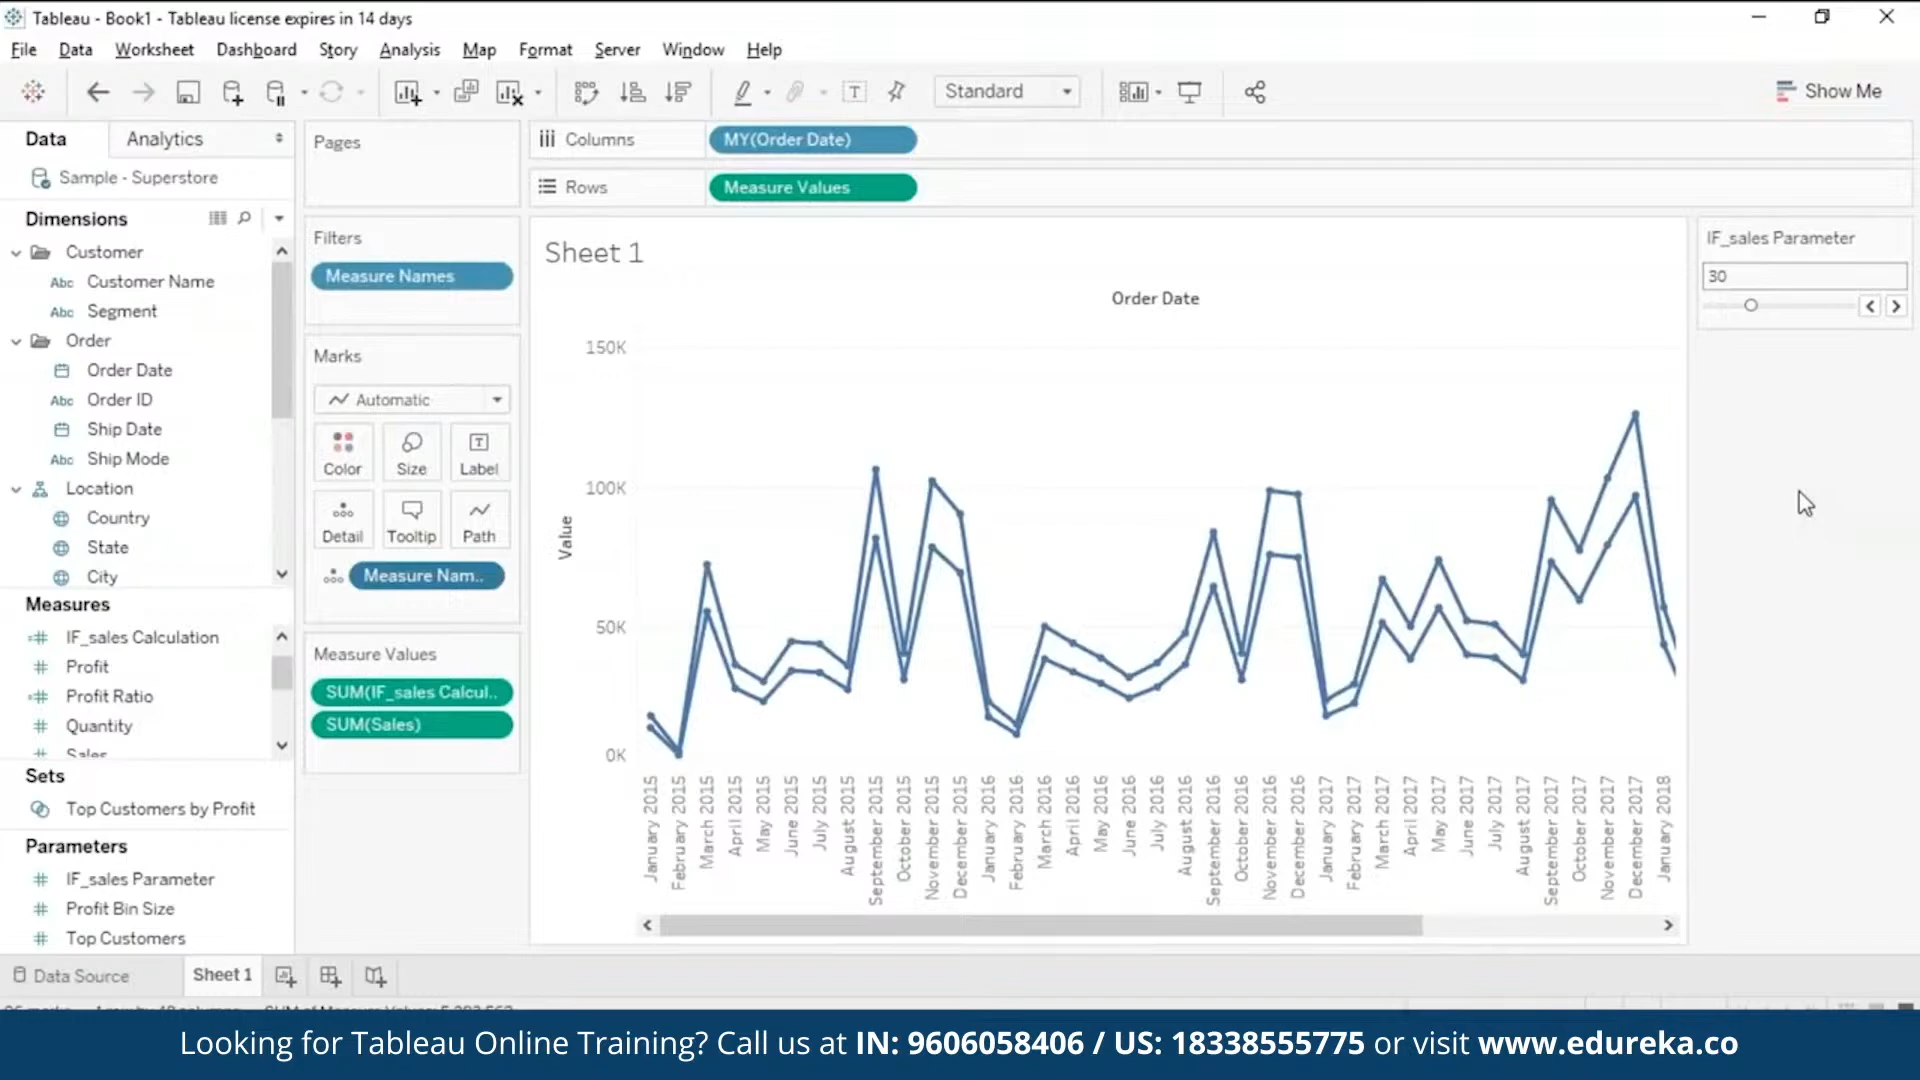 Tableau - Book1 - Tableau license expires in 14 days
File Data Worksheet Dashboard Story Analysis Map Format Server Window Help
Standard
Show Me
Data Analytics
Sample - Superstore
Dimensions
Customer
Abc Customer Name
Abc Segment
Order
Order Date
Abc Order ID
Ship Date
Abc Ship Mode
Location
Country
State
City
Measures
IF_sales Calculation
Profit
Profit Ratio
Quantity
Sales
Sets
Top Customers by Profit
Parameters
IF_sales Parameter
Profit Bin Size
Top Customers
Pages
Filters
Measure Names
Marks
Automatic
Color Size Label
Detail Tooltip Path
Measure Nam..
Measure Values
SUM(IF_sales Calcul..
SUM(Sales)
Columns MY(Order Date)
Rows Measure Values
Sheet 1
Order Date
Value
150K
100K
50K
0K
January 2015
February 2015
March 2015
April 2015
May 2015
June 2015
July 2015
August 2015
September 2015
October 2015
November 2015
December 2015
January 2016
February 2016
March 2016
April 2016
May 2016
June 2016
July 2016
August 2016
September 2016
October 2016
November 2016
December 2016
January 2017
February 2017
March 2017
April 2017
May 2017
June 2017
July 2017
August 2017
September 2017
October 2017
November 2017
December 2017
January 2018
IF_sales Parameter
30
Data Source Sheet 1
Looking for Tableau Online Training? Call us at IN: 9606058406 / US: 18338555775 or visit www.edureka.co